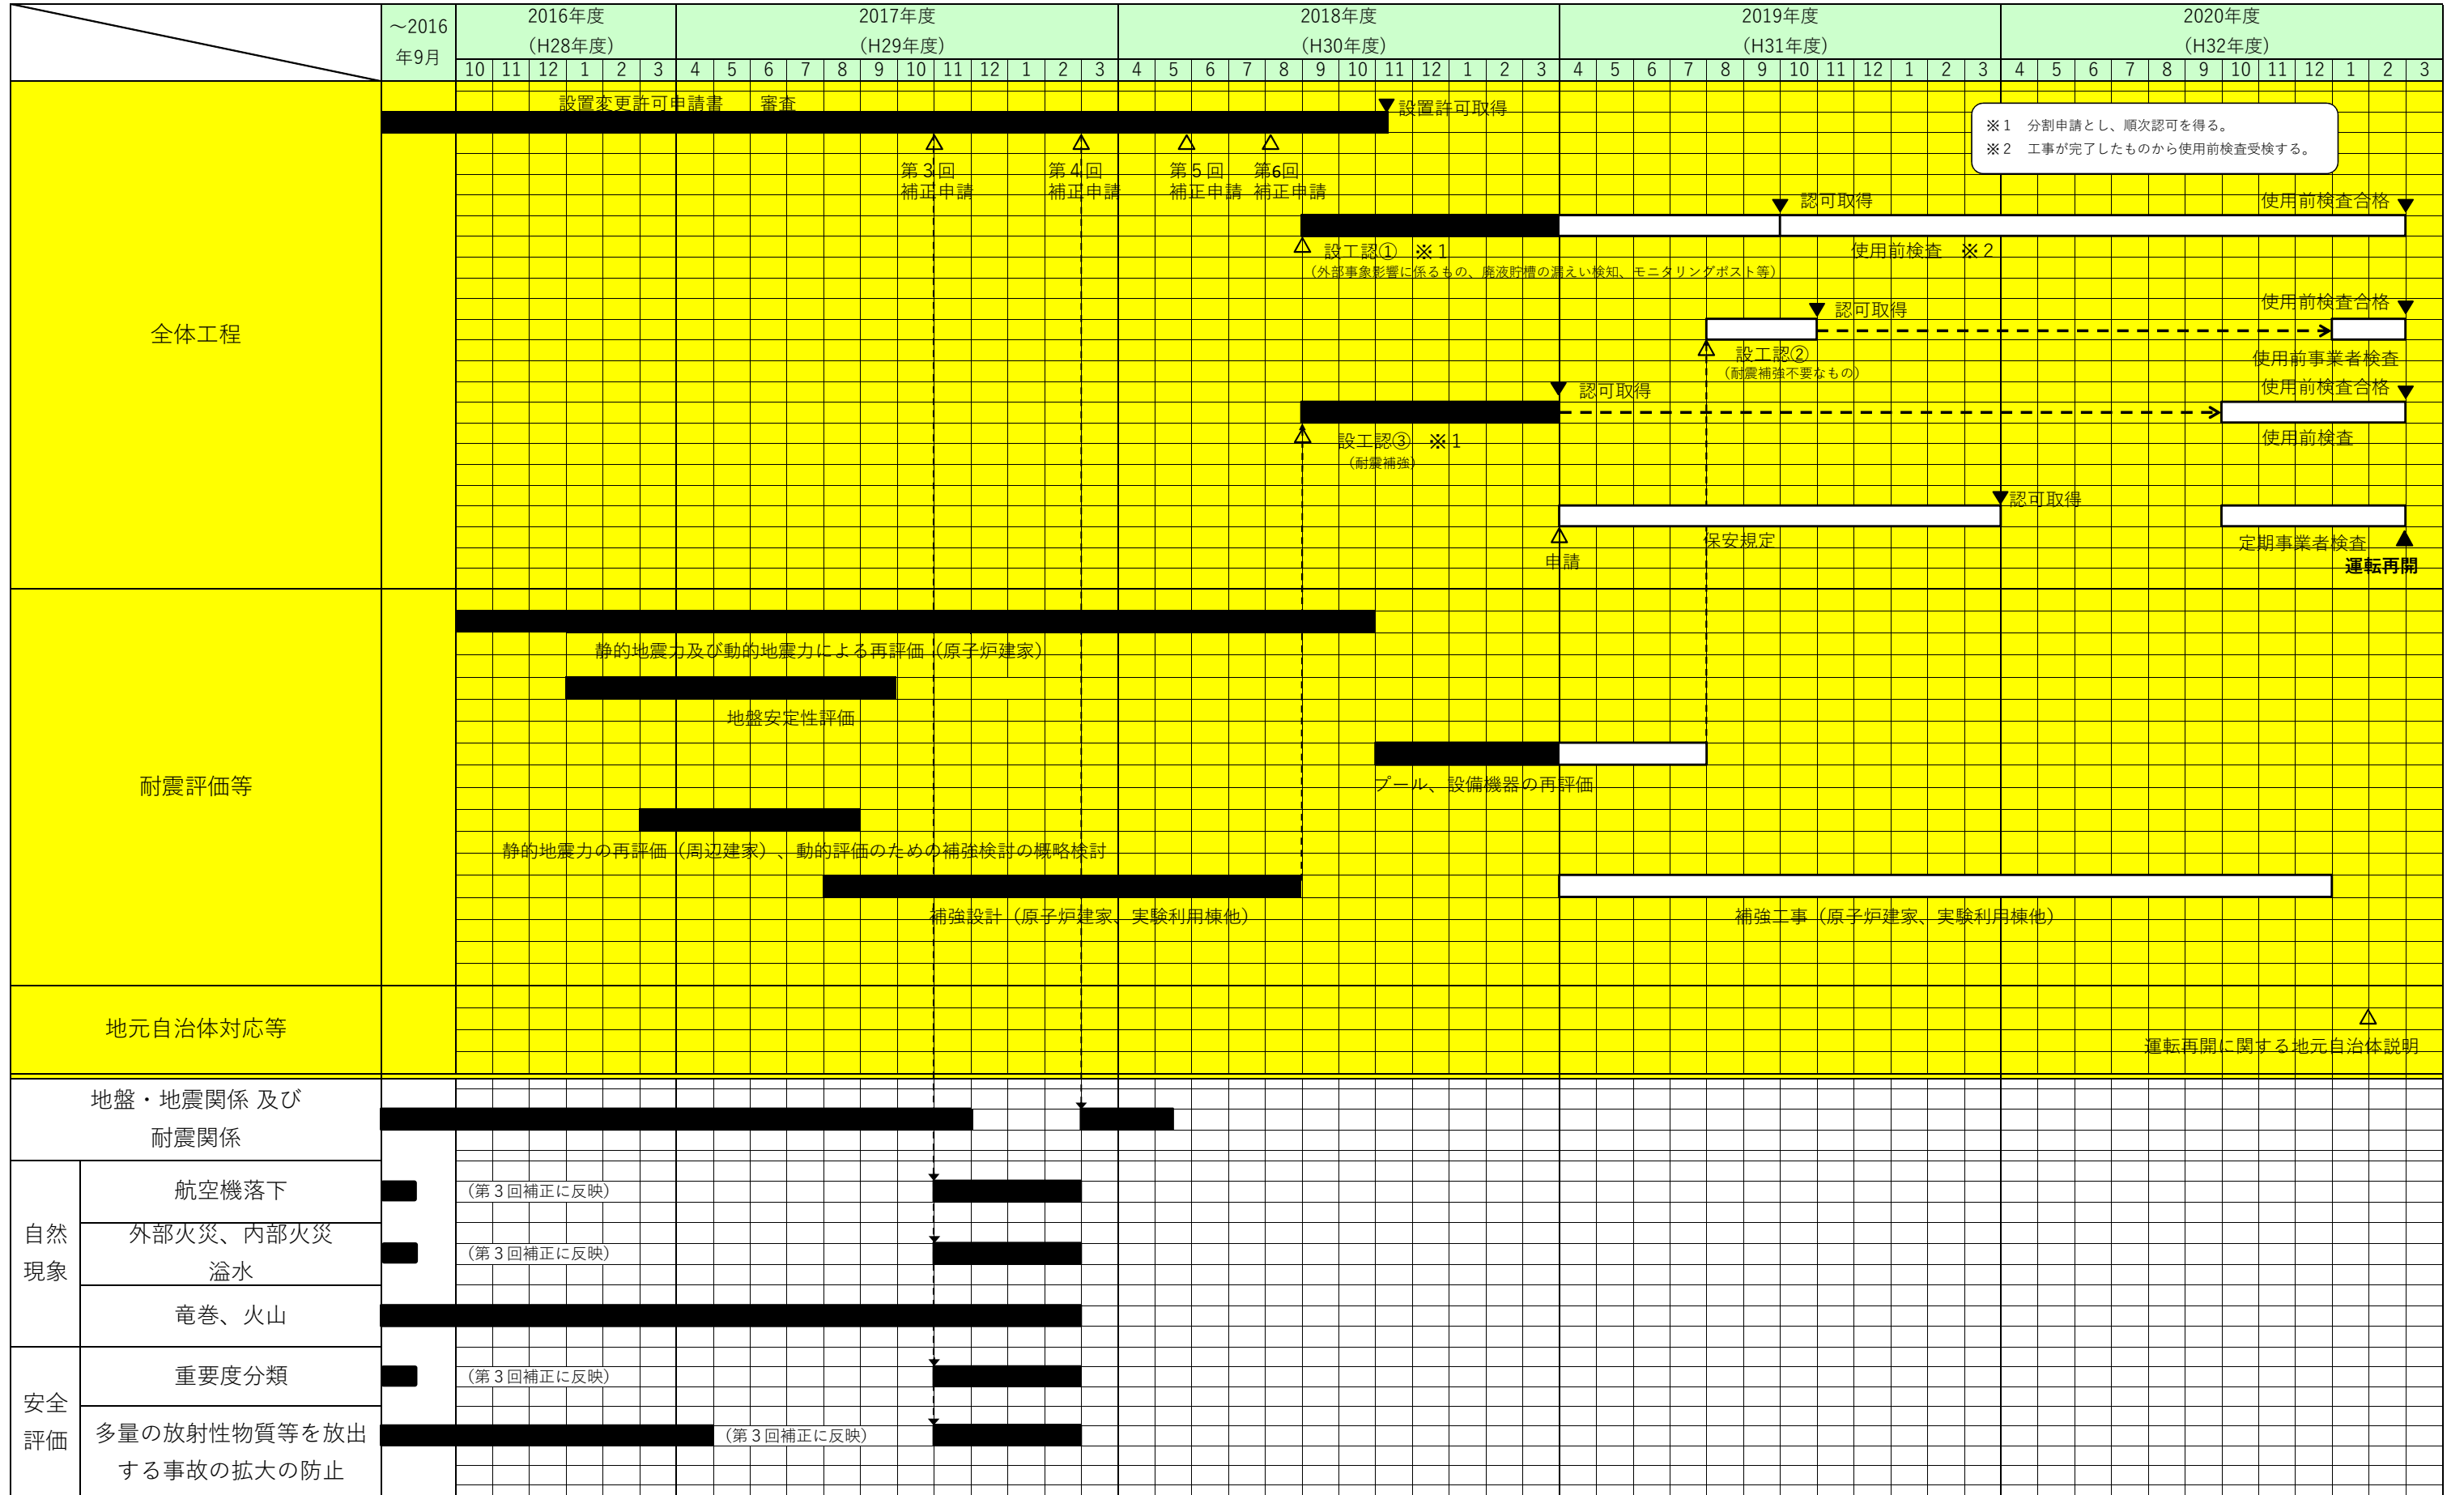 ～2016
年9月
2016年度
（H28年度）
2017年度
（H29年度）
2018年度
（H30年度）
2019年度
（H31年度）
2020年度
（H32年度）
10 11 12 1 2 3 4 5 6 7 8 9 10 11 12 1 2 3 4 5 6 7 8 9 10 11 12 1 2 3 4 5 6 7 8 9 10 11 12 1 2 3 4 5 6 7 8 9 10 11 12 1 2 3
全体工程
設置変更許可申請書　審査
▼設置許可取得
※１　分割申請とし、順次認可を得る。
※２　工事が完了したものから使用前検査受検する。
△ △ △ △
第３回
補正申請
第４回
補正申請
第５回
補正申請
第6回
補正申請
▼ 認可取得
使用前検査合格 ▼
△ 設工認①　※１
（外部事象影響に係るもの、廃液貯槽の漏えい検知、モニタリングポスト等）
使用前検査　※２
▼ 認可取得
使用前検査合格 ▼
△ 設工認②
（耐震補強不要なもの）
使用前事業者検査
▼ 認可取得
使用前検査合格 ▼
△ 設工認③　※１
（耐震補強）
使用前検査
▼認可取得
△
申請
保安規定
定期事業者検査 ▲
運転再開
耐震評価等
静的地震力及び動的地震力による再評価（原子炉建家）
地盤安定性評価
プール、設備機器の再評価
静的地震力の再評価（周辺建家）、動的評価のための補強検討の概略検討
補強設計（原子炉建家、実験利用棟他）
補強工事（原子炉建家、実験利用棟他）
地元自治体対応等
△
運転再開に関する地元自治体説明
地盤・地震関係 及び
耐震関係
自然
現象
航空機落下
（第３回補正に反映）
外部火災、内部火災
溢水
（第３回補正に反映）
竜巻、火山
安全
評価
重要度分類
（第３回補正に反映）
多量の放射性物質等を放出
する事故の拡大の防止
（第３回補正に反映）